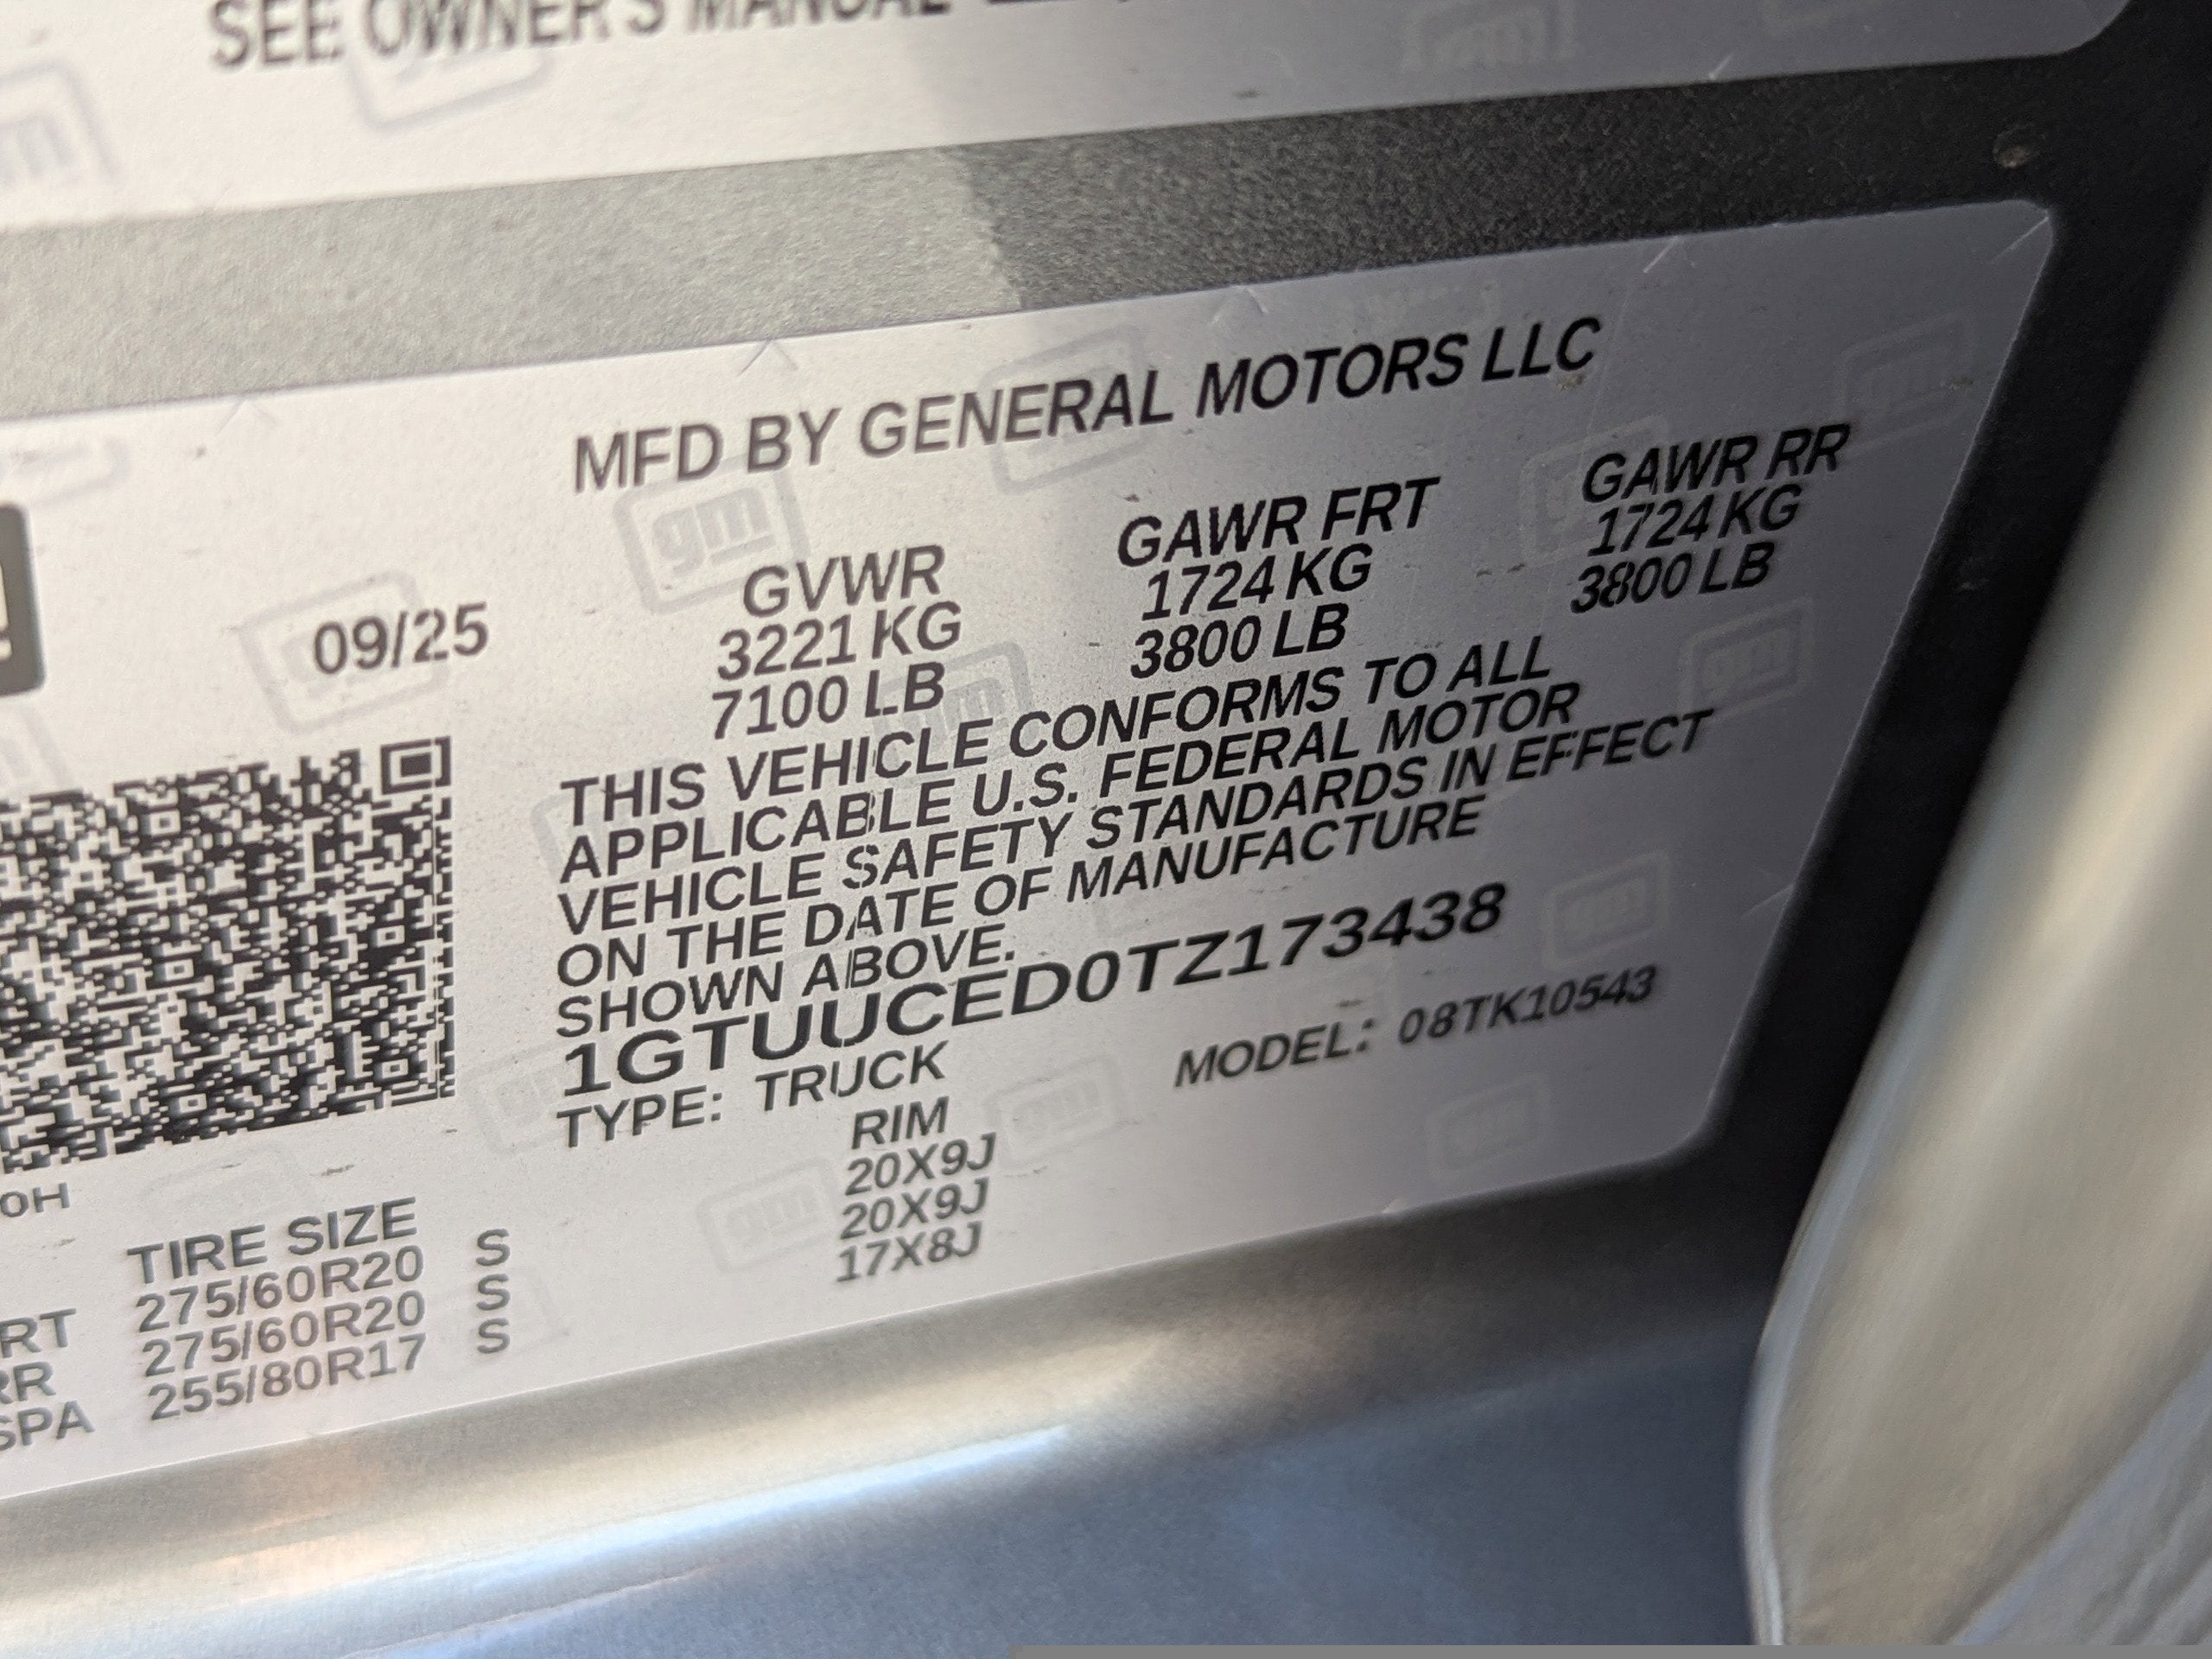 SEE OWNER'S MANUAL
MFD BY GENERAL MOTORS LLC
09/25
GVWR GAWR FRT GAWR RR
3221 KG 1724 KG 1724 KG
7100 LB 3800 LB 3800 LB
THIS VEHICLE CONFORMS TO ALL
APPLICABLE U.S. FEDERAL MOTOR
VEHICLE SAFETY STANDARDS IN EFFECT
ON THE DATE OF MANUFACTURE
SHOWN ABOVE.
1GTUUCED0TZ173438
TYPE: TRUCK MODEL: 08TK10543
OH
TIRE SIZE RIM
RT 275/60R20 S 20X9J
RR 275/60R20 S 20X9J
SPA 255/80R17 S 17X8J
gm